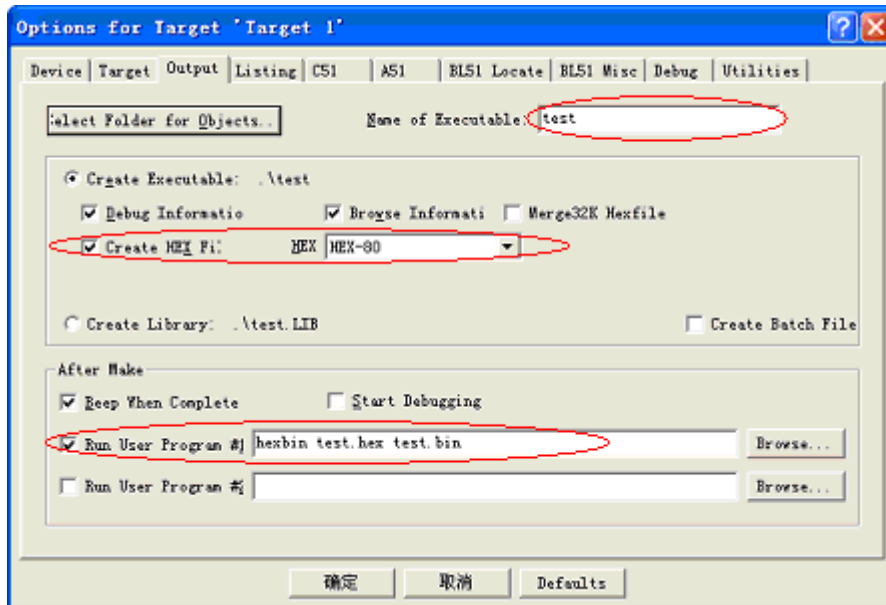 Options for Target 'Target 1'
Device Target Output Listing C51 A51 BL51 Locate BL51 Misc Debug Utilities
elect Folder for Objects.. Name of Executable: test
Create Executable: .\test
Debug Informatio Browse Informati Merge32K Hexfile
Create HEX Fi: HEX HEX-80
Create Library: .\test.LIB Create Batch File
After Make
Beep When Complete Start Debugging
Run User Program # hexbin test.hex test.bin Browse...
Run User Program # Browse...
确定 取消 Defaults